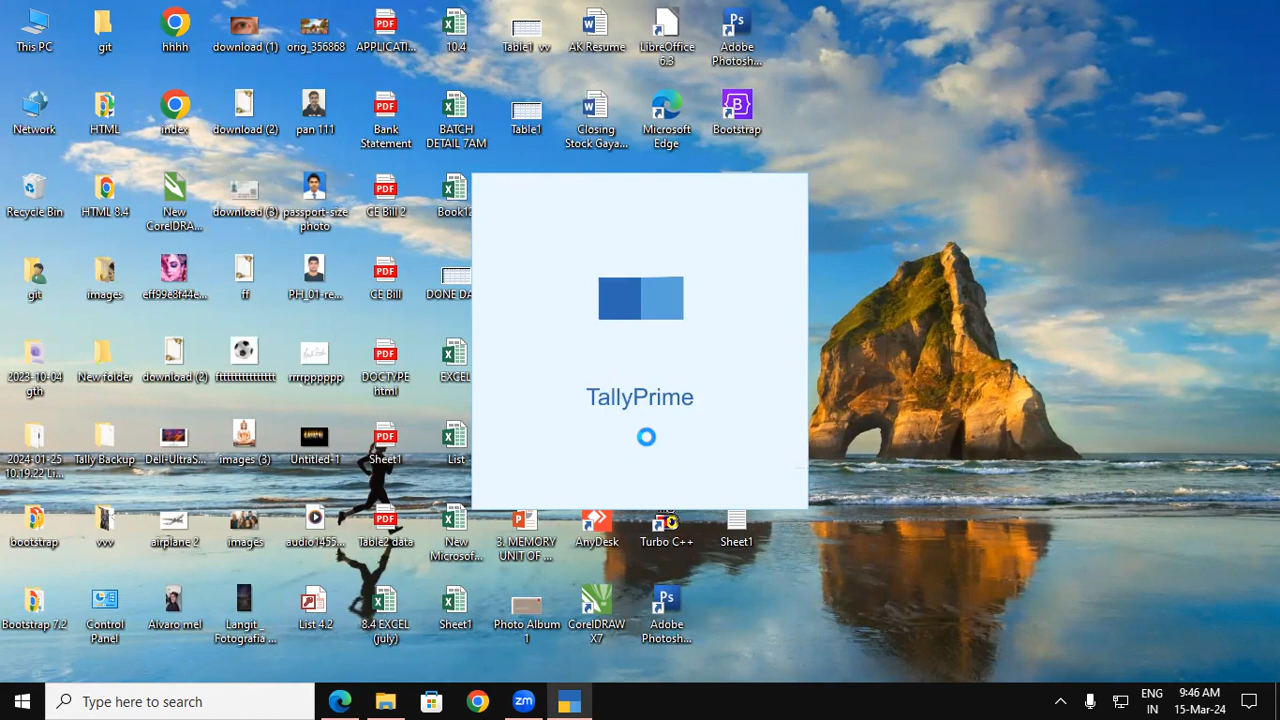 This PC
git
hhhh
download (1)
orig_356868
APPLICATI...
10.4
Table1_vv
AK Resume
LibreOffice
6.3
Adobe
Photosh...
Network
HTML
index
download (2)
pan 111
Bank
Statement
BATCH
DETAIL 7AM
Table1
Closing
Stock Gaya...
Microsoft
Edge
Bootstrap
Recycle Bin
HTML 8.4
New
CorelDRA...
download (3)
passport-size
photo
CE Bill 2
Book1
git
images
eff99e8f44e...
ff
PH_01-re...
CE Bill
DONE DA
2023-10-04
gth
New folder
download (2)
rrrrpppppp
DOCTYPE
html
EXCEL
TallyPrime
2024-01-25
10.19.22 Li...
Tally Backup
Dell-UltraS...
images (3)
Untitled-1
Sheet1
List
bootstrap
vvv
airplane 2
images
audio1455...
Table2 data
New
Microsof...
3. MEMORY
UNIT OF ...
AnyDesk
Turbo C++
Sheet1
Bootstrap 7.2
Control
Panel
Alvaro mel
Langit _
Fotografia ...
List 4.2
8.4 EXCEL
(july)
Sheet1
Photo Album
1
CorelDRAW
X7
Adobe
Photosh...
Type here to search
zm
ENG
IN
9:46 AM
15-Mar-24